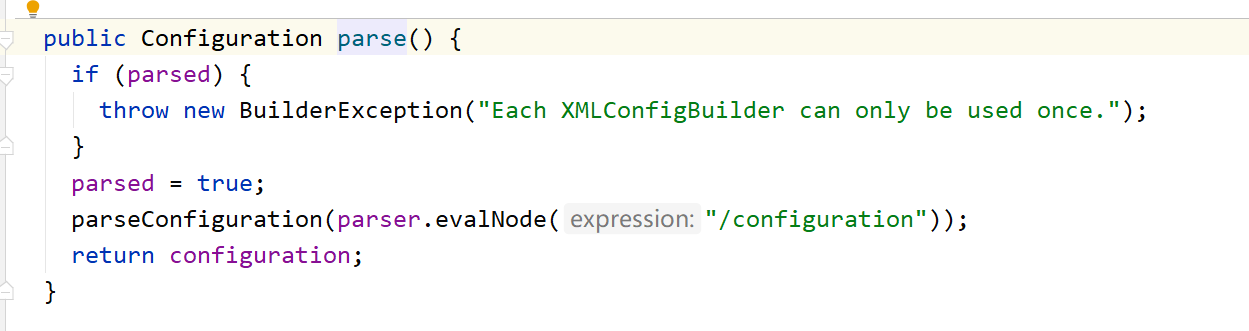 public Configuration parse() {
if (parsed) {
throw new BuilderException("Each XMLConfigBuilder can only be used once.");
}
parsed = true;
parseConfiguration(parser.evalNode( expression: "/configuration"));
return configuration;
}